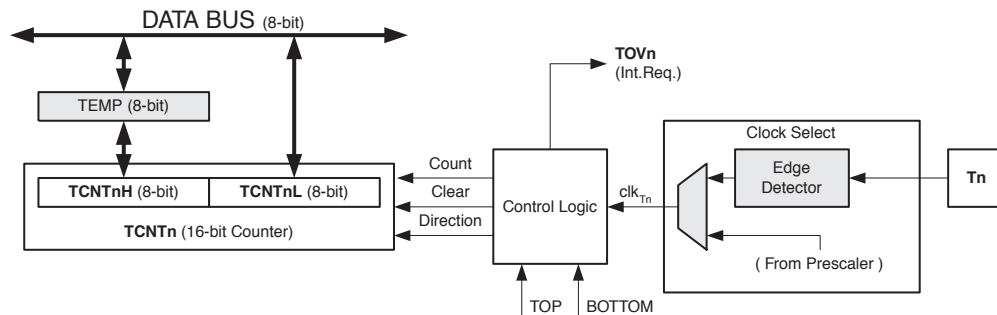 DATA BUS (8-bit)
TOVn
(Int.Req.)
TEMP (8-bit)
Clock Select
Count
Edge
Detector
TCNTnH (8-bit) TCNTnL (8-bit)
Clear
Control Logic
clkTn
Tn
Direction
TCNTn (16-bit Counter)
( From Prescaler )
TOP
BOTTOM